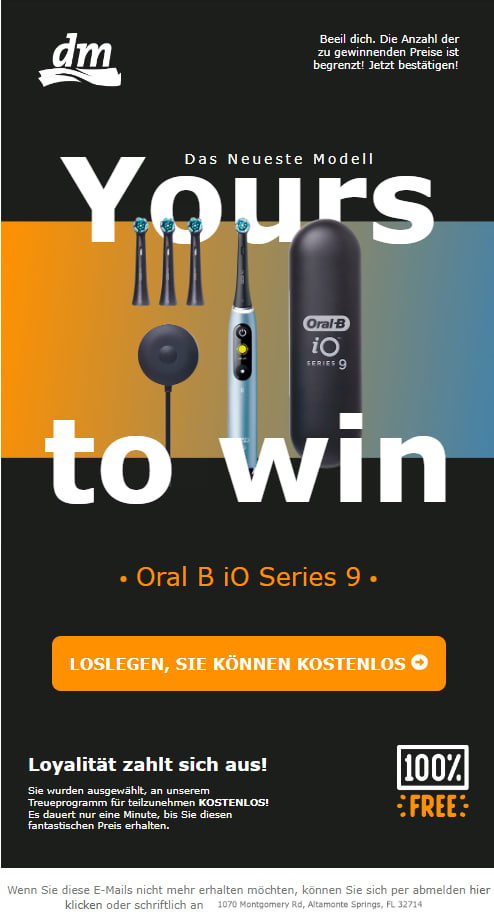 dm
Beeil dich. Die Anzahl der
zu gewinnenden Preise ist
begrenzt! Jetzt bestätigen!
Das Neueste Modell
Yours
Oral-B
iO
SERIES 9
to win
• Oral B iO Series 9 •
LOSLEGEN, SIE KÖNNEN KOSTENLOS
Loyalität zahlt sich aus!
Sie wurden ausgewählt, an unserem
Treueprogramm für teilzunehmen KOSTENLOS!
Es dauert nur eine Minute, bis Sie diesen
fantastischen Preis erhalten.
100%
FREE
Wenn Sie diese E-Mails nicht mehr erhalten möchten, können Sie sich per abmelden hier
klicken oder schriftlich an 1070 Montgomery Rd, Altamonte Springs, FL 32714